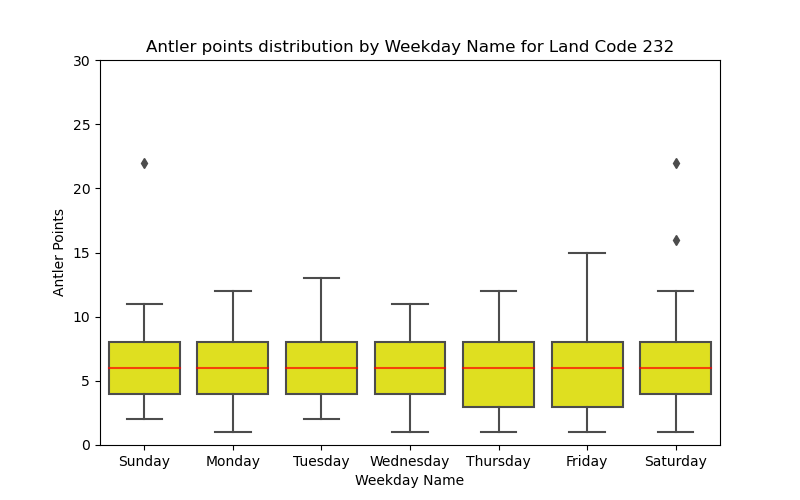 Antler points distribution by Weekday Name for Land Code 232
30
25
20
15
10
5
0
Antler Points
Sunday Monday Tuesday Wednesday Thursday Friday Saturday
Weekday Name